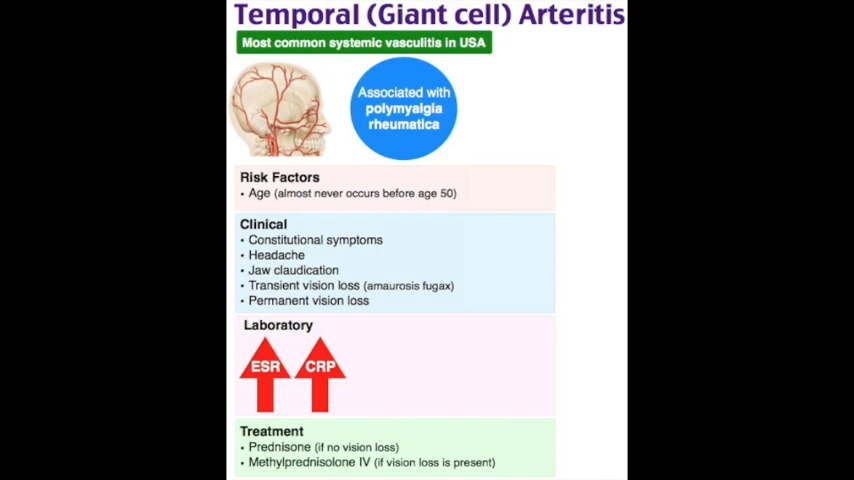 Temporal (Giant cell) Arteritis
Most common systemic vasculitis in USA
Associated with
polymyalgia
rheumatica
Risk Factors
• Age (almost never occurs before age 50)
Clinical
• Constitutional symptoms
• Headache
• Jaw claudication
• Transient vision loss (amaurosis fugax)
• Permanent vision loss
Laboratory
ESR CRP
Treatment
• Prednisone (if no vision loss)
• Methylprednisolone IV (if vision loss is present)